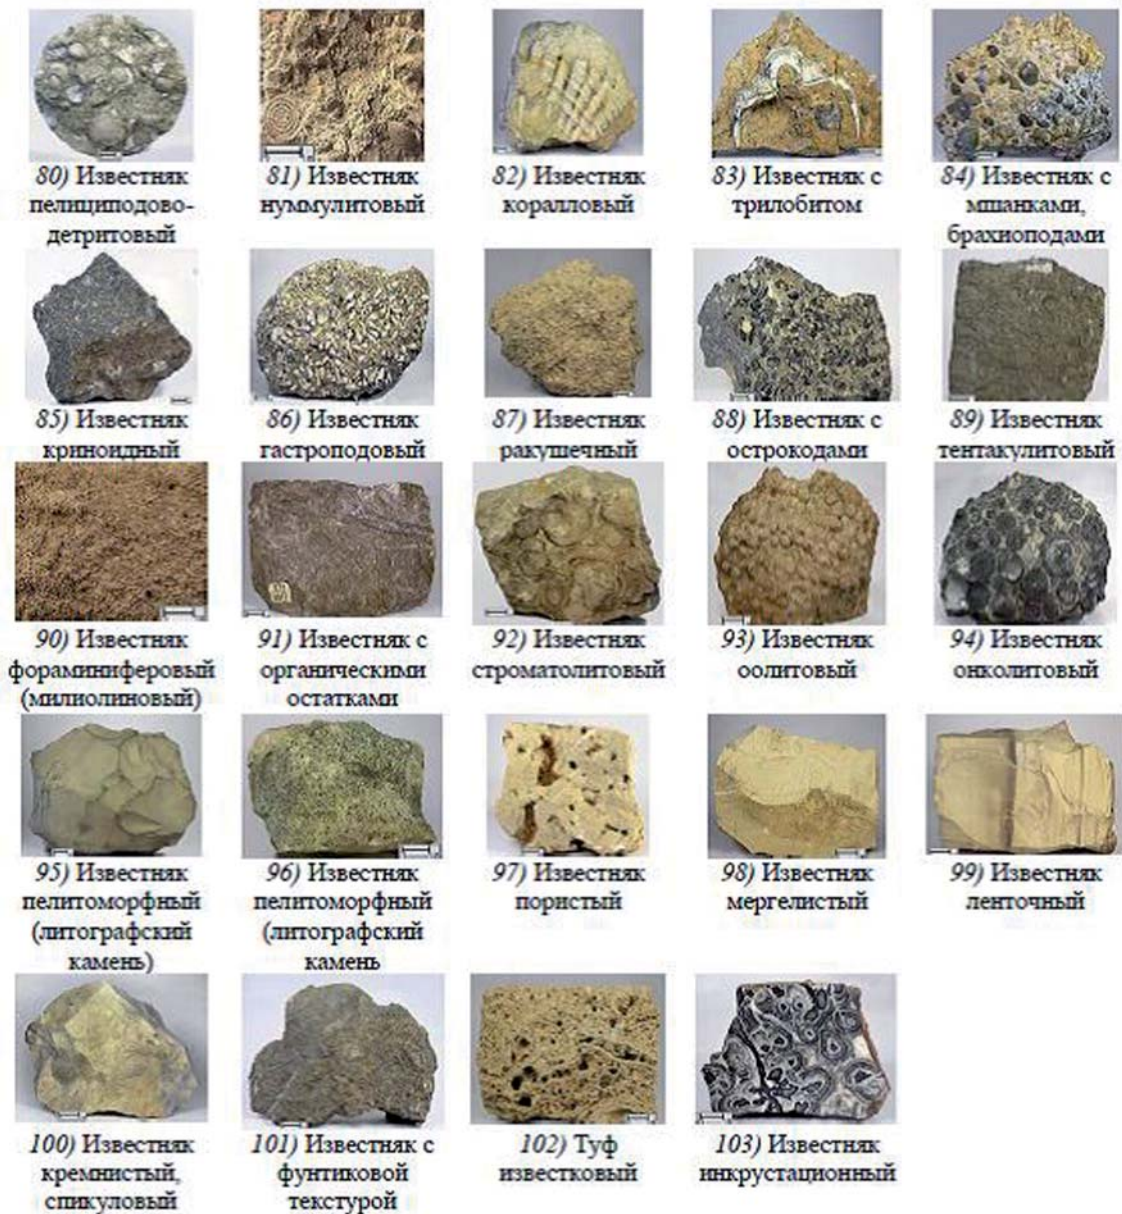 80) Известняк
пелициподово-
детритовый
81) Известняк
нуммулитовый
82) Известняк
коралловый
83) Известняк с
трилобитом
84) Известняк с
мшанками,
брахиоподами
85) Известняк
криноидный
86) Известняк
гастроподовый
87) Известняк
ракушечный
88) Известняк с
острокодами
89) Известняк
тентакулитовый
90) Известняк
фораминиферовый
(милиолиновый)
91) Известняк с
органическими
остатками
92) Известняк
строматолитовый
93) Известняк
оолитовый
94) Известняк
онколитовый
95) Известняк
пелитоморфный
(литографский
камень)
96) Известняк
пелитоморфный
(литографский
камень
97) Известняк
пористый
98) Известняк
мергелистый
99) Известняк
ленточный
100) Известняк
кремнистый,
спикуловый
101) Известняк с
фунтиковой
текстурой
102) Туф
известковый
103) Известняк
инкрустационный